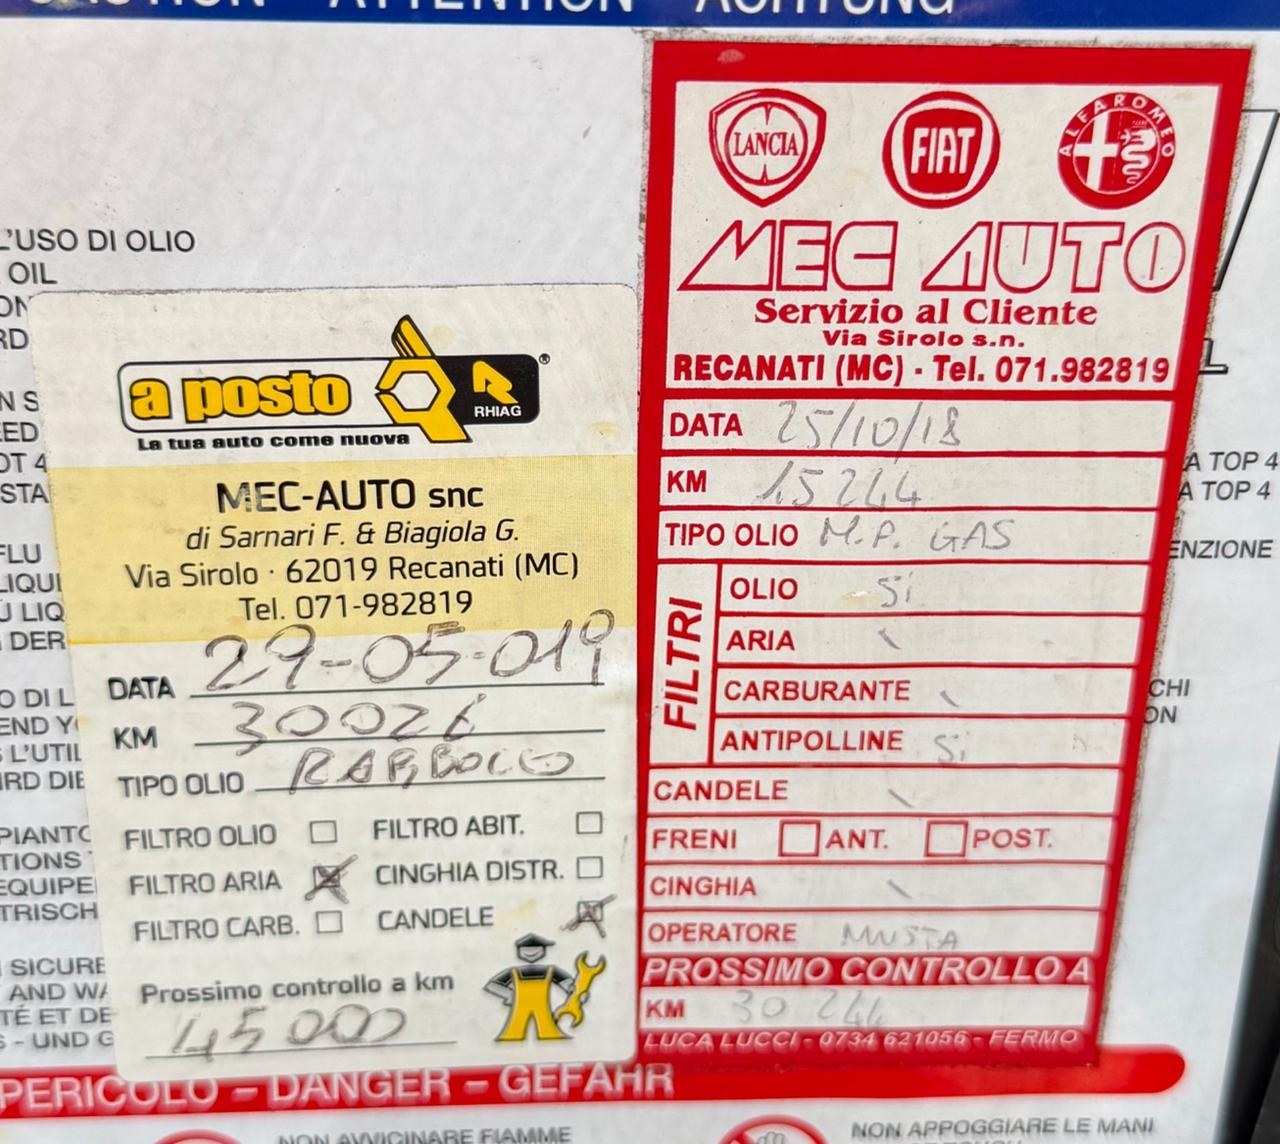 CAUTION ATTENTION ACHTUNG
L'USO DI OLIO
OIL
a posto
RHIAG
La tua auto come nuova
MEC-AUTO snc
di Sarnari F. & Biagiola G.
Via Sirolo · 62019 Recanati (MC)
Tel. 071-982819
DATA 29-05-019
KM 30026
TIPO OLIO RABBOCCO
FILTRO OLIO FILTRO ABIT.
FILTRO ARIA CINGHIA DISTR.
FILTRO CARB. CANDELE
Prossimo controllo a km
45000
LANCIA FIAT ALFA ROMEO
MEC AUTO
Servizio al Cliente
Via Sirolo s.n.
RECANATI (MC) - Tel. 071.982819
DATA 25/10/18
KM 15244
TIPO OLIO M.P. GAS
FILTRI
OLIO Si
ARIA
CARBURANTE
ANTIPOLLINE Si
CANDELE
FRENI ANT. POST.
CINGHIA
OPERATORE MUSTA
PROSSIMO CONTROLLO A
KM 30244
LUCA LUCCI - 0734 621056 - FERMO
A TOP 4
A TOP 4
PERICOLO – DANGER – GEFAHR
NON AVVICINARE FIAMME
NON APPOGGIARE LE MANI